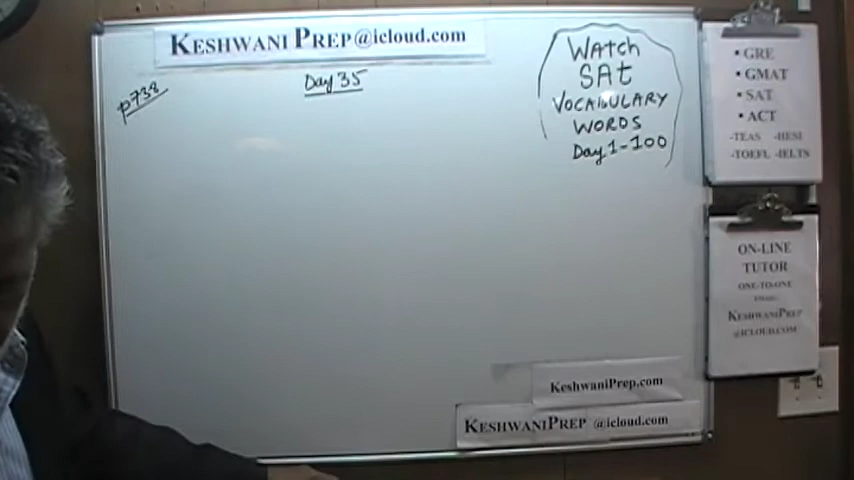 KESHWANI PREP@icloud.com
Day 35
p738
WAtch
SAt
VOCABULARY
WORDS
Day 1-100
• GRE
• GMAT
• SAT
• ACT
-TEAS -HESI
-TOEFL -IELTS
ON-LINE
TUTOR
ONE-TO-ONE
KESHWANIPREP
@ICLOUD.COM
KeshwaniPrep.com
KESHWANIPREP @icloud.com